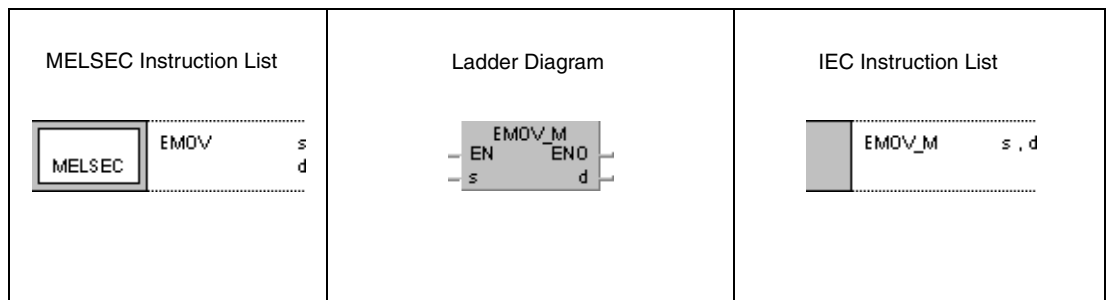 MELSEC Instruction List
Ladder Diagram
IEC Instruction List
MELSEC
EMOV s
d
EMOV_M
EN ENO
s d
EMOV_M s , d